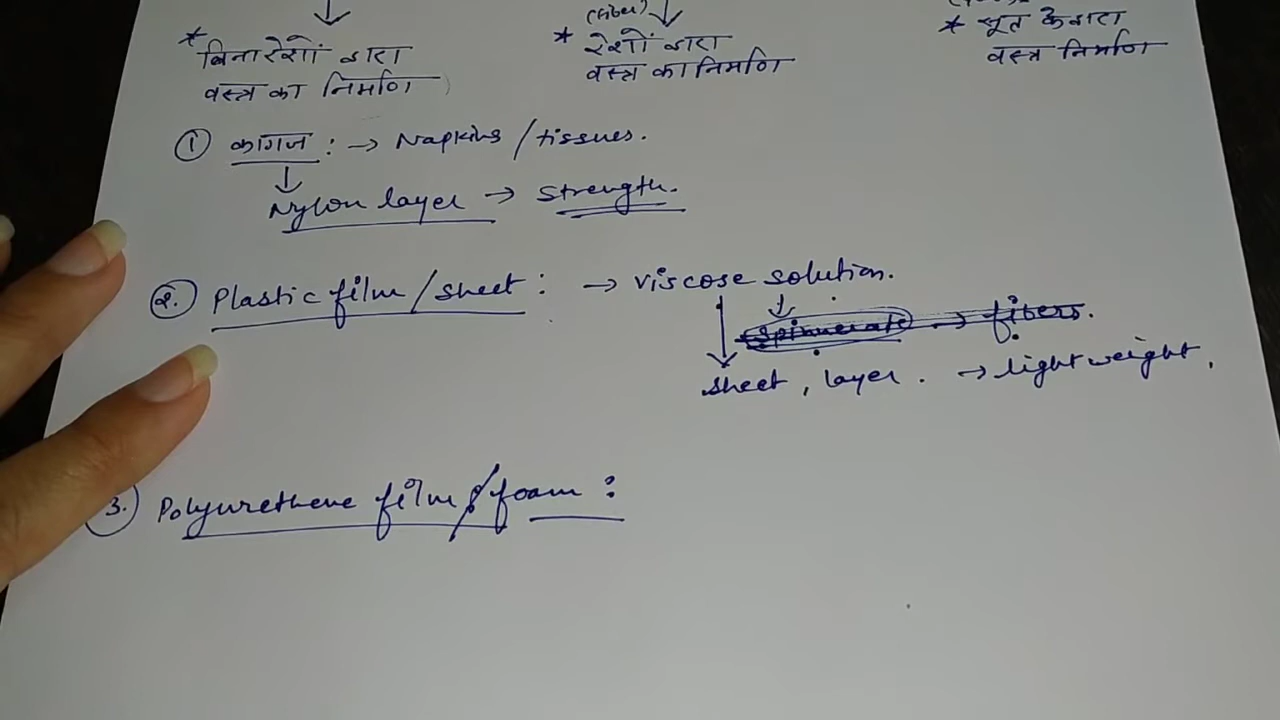 (fiber)
* बिना रेशों द्वारा
वस्त्र का निर्माण
* रेशों द्वारा
वस्त्र का निर्माण
* सूत के द्वारा
वस्त्र निर्माण
① कागज :→ Napkins/tissues.
Nylon layer → strength.
②. Plastic film/sheet : → viscose solution.
spinnerate → fibers.
sheet, layer. → light weight,
③. Polyurethene film/foam :